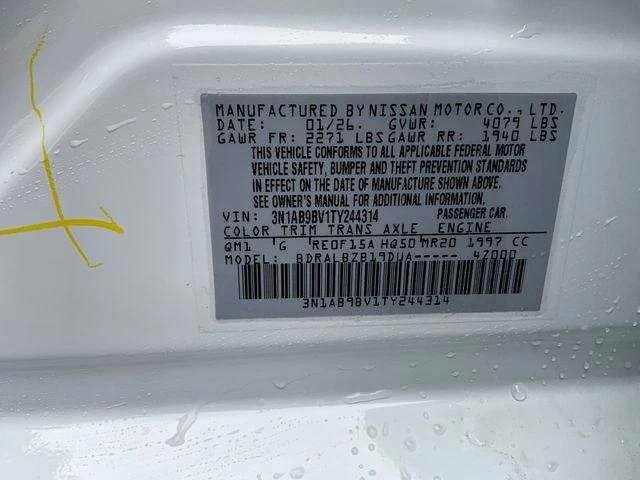 MANUFACTURED BY NISSAN MOTOR CO., LTD.
DATE: 01/26. GVWR: 4079 LBS
GAWR FR: 2271 LBS GAWR RR: 1940 LBS
THIS VEHICLE CONFORMS TO ALL APPLICABLE FEDERAL MOTOR
VEHICLE SAFETY, BUMPER AND THEFT PREVENTION STANDARDS
IN EFFECT ON THE DATE OF MANUFACTURE SHOWN ABOVE.
SEE OWNER'S MANUAL FOR ADDITIONAL INFORMATION.
VIN: 3N1AB9BV1TY244314 PASSENGER CAR.
COLOR TRIM TRANS AXLE ENGINE
QM1 G RE0F15A HQ50 MR20 1997 CC
MODEL: BDRALBZB19DUA----- 4Z000
3N1AB9BV1TY244314